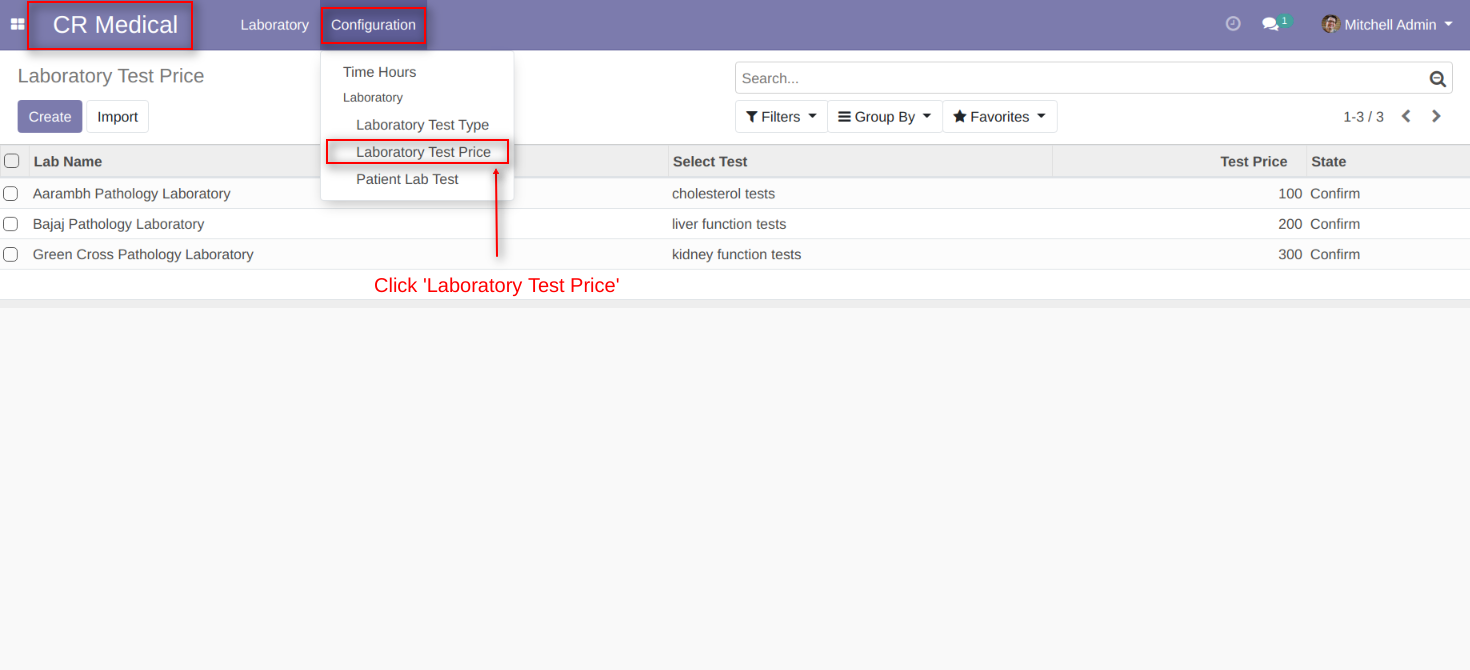 CR Medical Laboratory Configuration 1 Mitchell Admin
Laboratory Test Price
Time Hours
Laboratory
Laboratory Test Type
Laboratory Test Price
Patient Lab Test
Search...
Create Import
Filters Group By Favorites 1-3 / 3
Lab Name Select Test Test Price State
Aarambh Pathology Laboratory cholesterol tests 100 Confirm
Bajaj Pathology Laboratory liver function tests 200 Confirm
Green Cross Pathology Laboratory kidney function tests 300 Confirm
Click 'Laboratory Test Price'